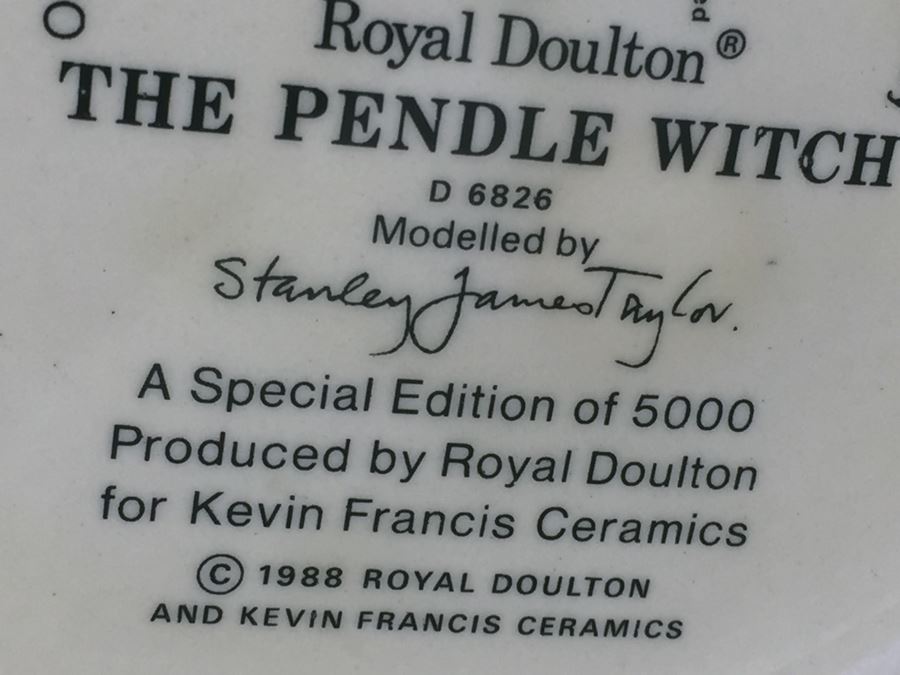 Royal Doulton®
THE PENDLE WITCH
D 6826
Modelled by
Stanley James Taylor.
A Special Edition of 5000
Produced by Royal Doulton
for Kevin Francis Ceramics
© 1988 ROYAL DOULTON
AND KEVIN FRANCIS CERAMICS